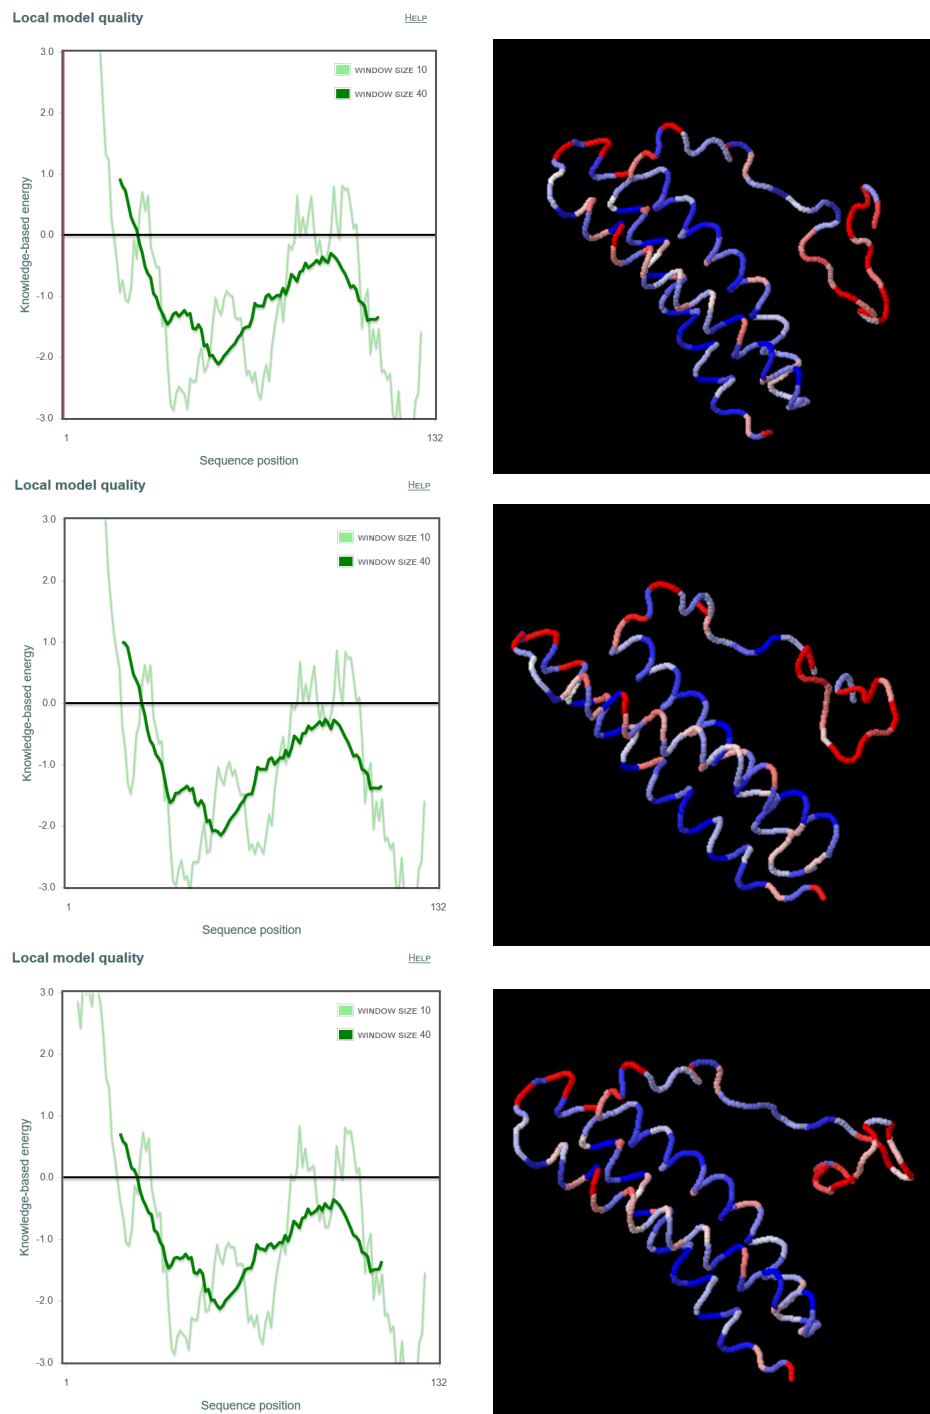 Local model quality
HELP
3.0
WINDOW SIZE 10
WINDOW SIZE 40
2.0
1.0
0.0
-1.0
-2.0
-3.0
Knowledge-based energy
1
132
Sequence position
Local model quality
HELP
3.0
WINDOW SIZE 10
WINDOW SIZE 40
2.0
1.0
0.0
-1.0
-2.0
-3.0
Knowledge-based energy
1
132
Sequence position
Local model quality
HELP
3.0
WINDOW SIZE 10
WINDOW SIZE 40
2.0
1.0
0.0
-1.0
-2.0
-3.0
Knowledge-based energy
1
132
Sequence position